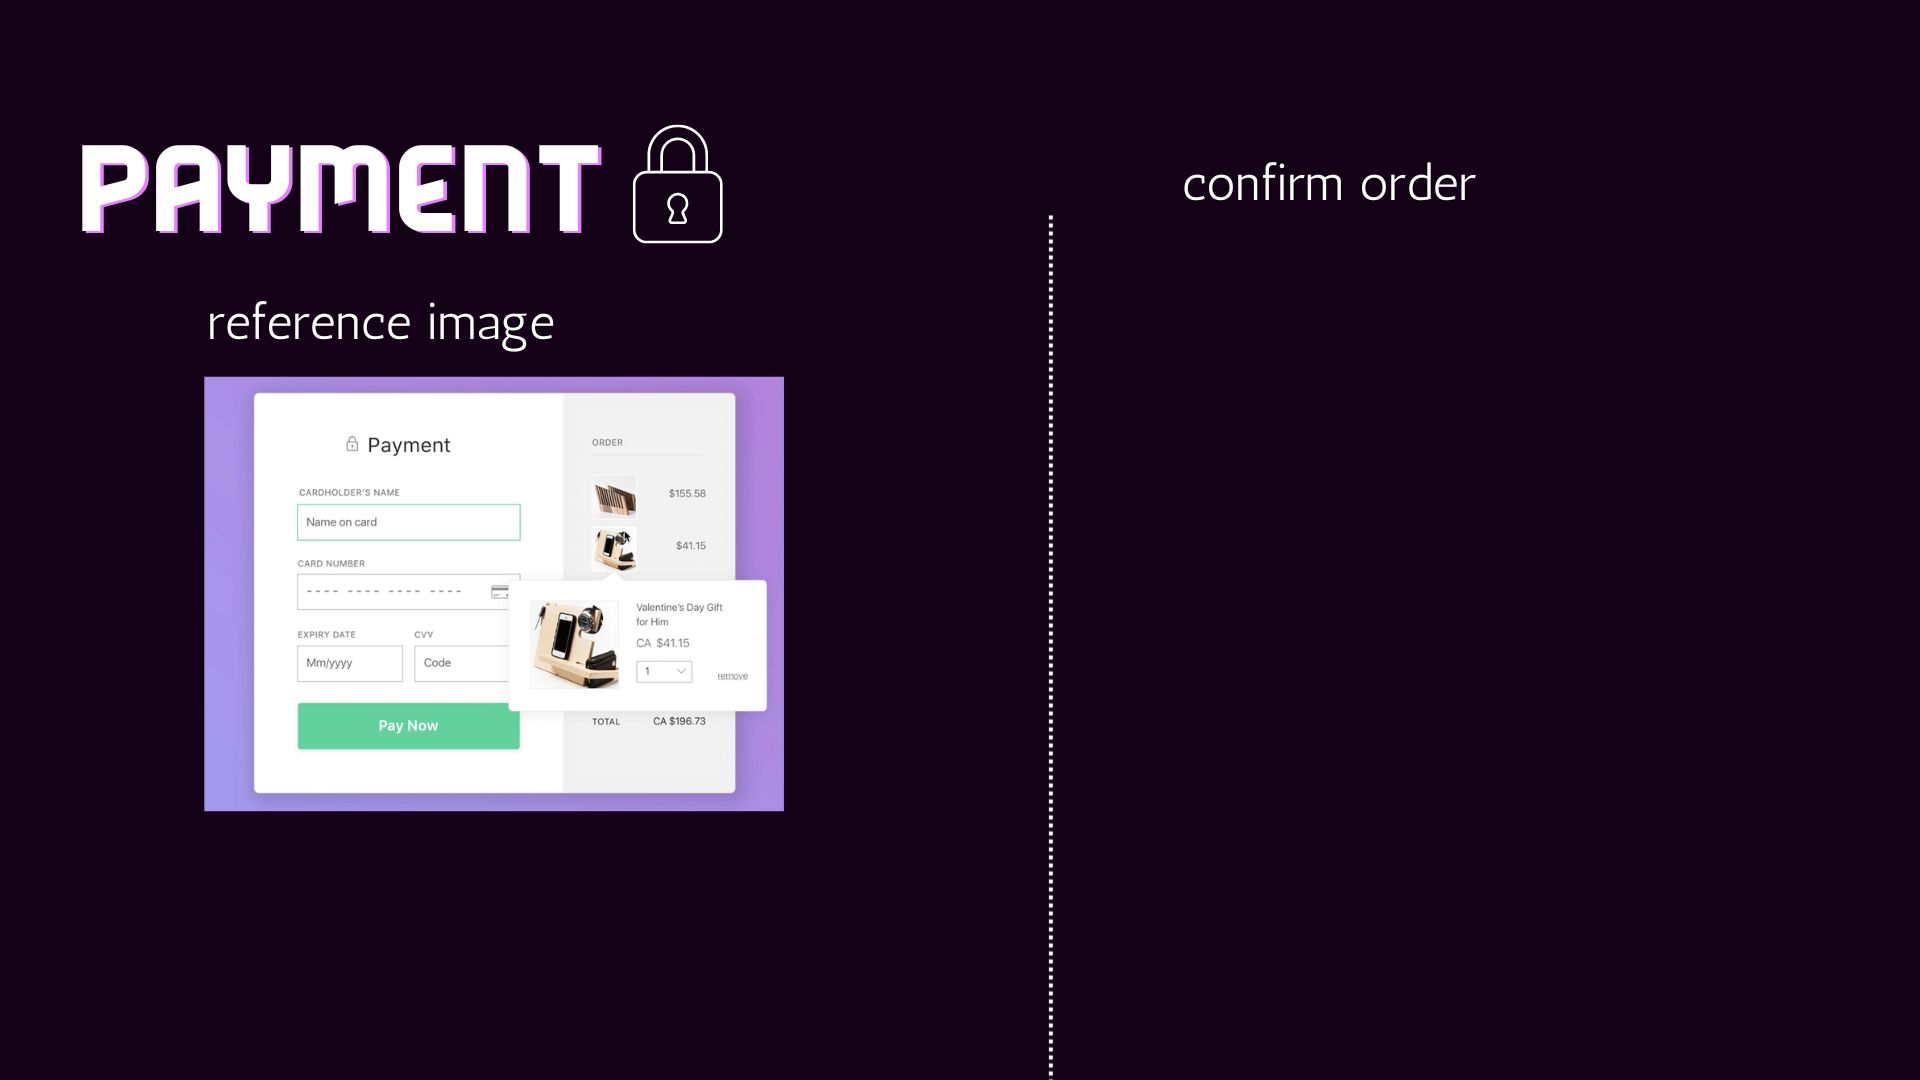 PAYMENT
confirm order
reference image
Payment
CARDHOLDER'S NAME
Name on card
CARD NUMBER
---- ---- ---- ----
EXPIRY DATE
CVV
Mm/yyyy
Code
Pay Now
ORDER
$155.58
$41.15
Valentine's Day Gift
for Him
CA $41.15
1
remove
TOTAL
CA $196.73